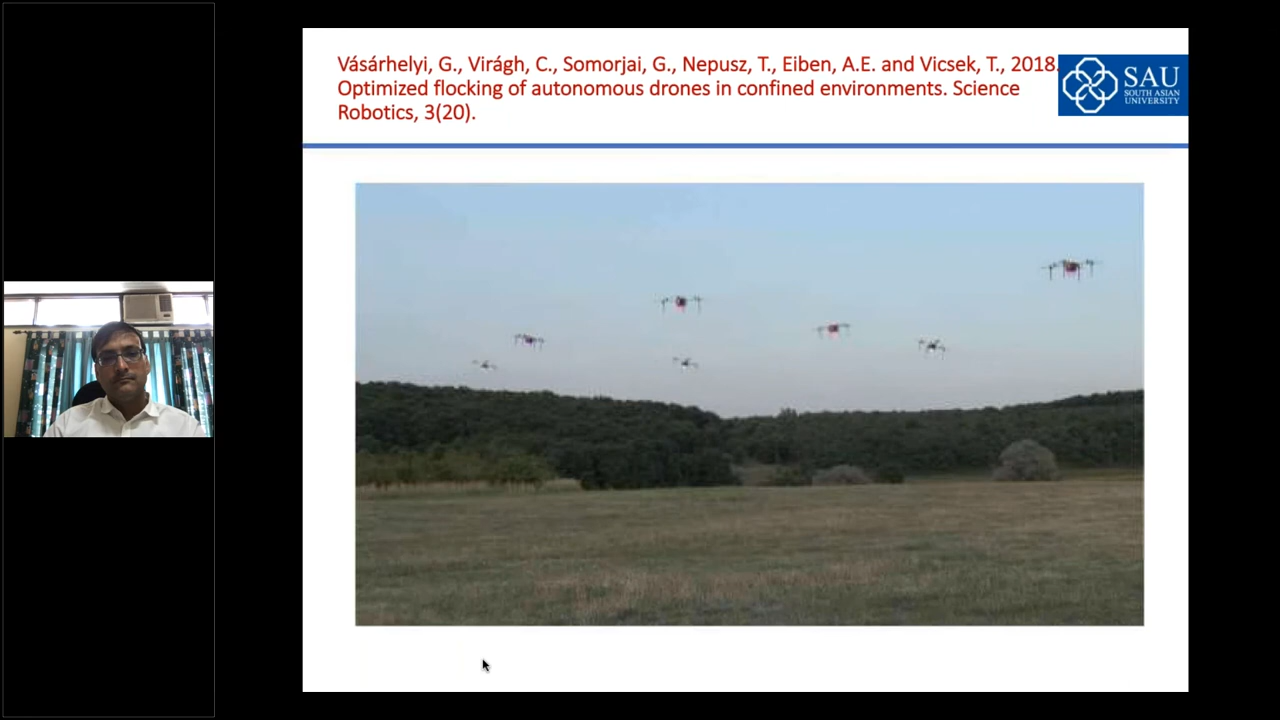 Vásárhelyi, G., Virágh, C., Somorjai, G., Nepusz, T., Eiben, A.E. and Vicsek, T., 2018.
Optimized flocking of autonomous drones in confined environments. Science
Robotics, 3(20).
SAU
SOUTH ASIAN
UNIVERSITY